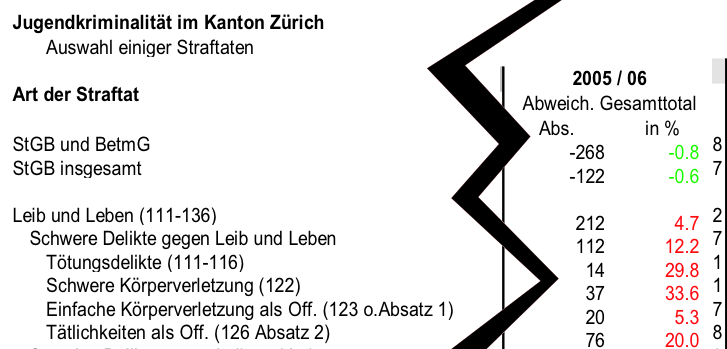 Jugendkriminalität im Kanton Zürich
Auswahl einiger Straftaten
2005 / 06
Art der Straftat
Abweich. Gesamttotal
Abs. in %
StGB und BetmG -268 -0.8 8
StGB insgesamt -122 -0.6 7
Leib und Leben (111-136) 212 4.7 2
Schwere Delikte gegen Leib und Leben 112 12.2 7
Tötungsdelikte (111-116) 14 29.8 1
Schwere Körperverletzung (122) 37 33.6 1
Einfache Körperverletzung als Off. (123 o.Absatz 1) 20 5.3 7
Tätlichkeiten als Off. (126 Absatz 2) 76 20.0 8